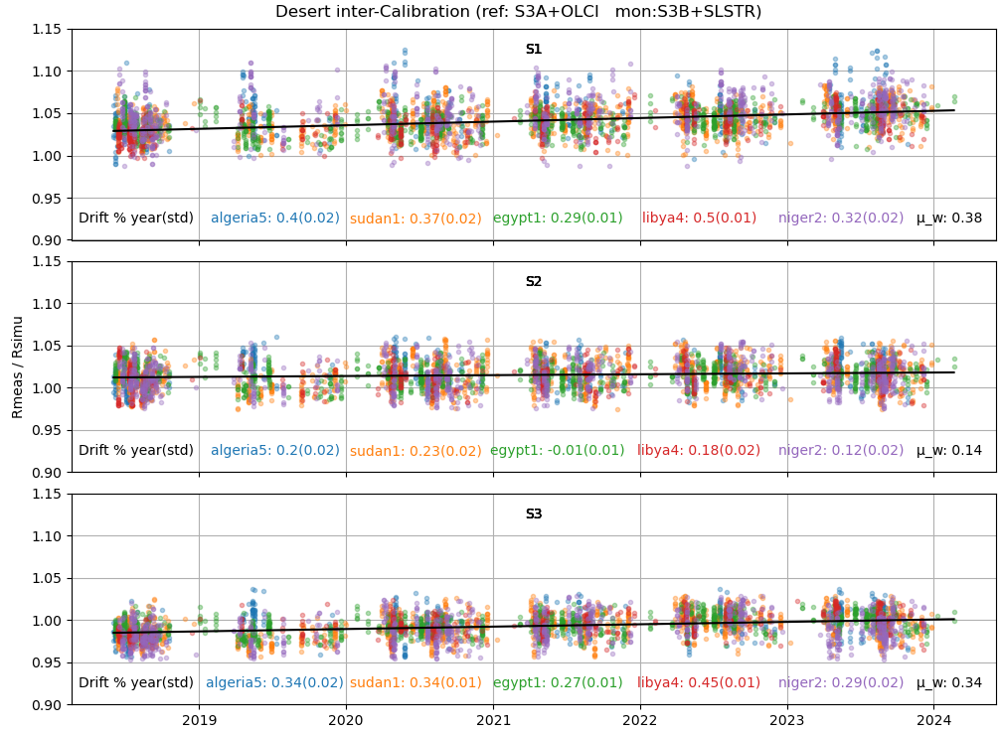 Desert inter-Calibration (ref: S3A+OLCI   mon:S3B+SLSTR)
1.15
S1
1.10
1.05
1.00
0.95
Drift % year(std) algeria5: 0.4(0.02) sudan1: 0.37(0.02) egypt1: 0.29(0.01) libya4: 0.5(0.01) niger2: 0.32(0.02) μ_w: 0.38
0.90
1.15
S2
1.10
1.05
1.00
0.95
Drift % year(std) algeria5: 0.2(0.02) sudan1: 0.23(0.02) egypt1: -0.01(0.01) libya4: 0.18(0.02) niger2: 0.12(0.02) μ_w: 0.14
0.90
Rmeas / Rsimu
1.15
S3
1.10
1.05
1.00
0.95
Drift % year(std) algeria5: 0.34(0.02) sudan1: 0.34(0.01) egypt1: 0.27(0.01) libya4: 0.45(0.01) niger2: 0.29(0.02) μ_w: 0.34
0.90
2019 2020 2021 2022 2023 2024